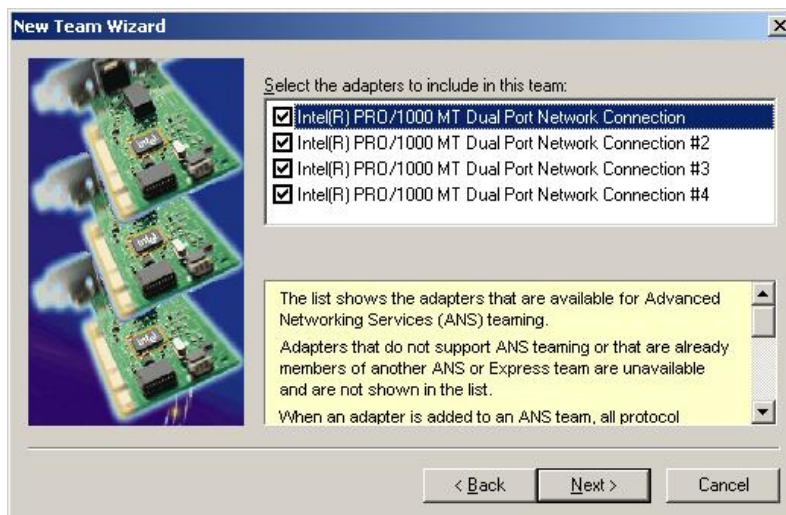 New Team Wizard
Select the adapters to include in this team:
Intel(R) PRO/1000 MT Dual Port Network Connection
Intel(R) PRO/1000 MT Dual Port Network Connection #2
Intel(R) PRO/1000 MT Dual Port Network Connection #3
Intel(R) PRO/1000 MT Dual Port Network Connection #4
The list shows the adapters that are available for Advanced
Networking Services (ANS) teaming.
Adapters that do not support ANS teaming or that are already
members of another ANS or Express team are unavailable
and are not shown in the list.
When an adapter is added to an ANS team, all protocol
< Back
Next >
Cancel
intel
intel
intel